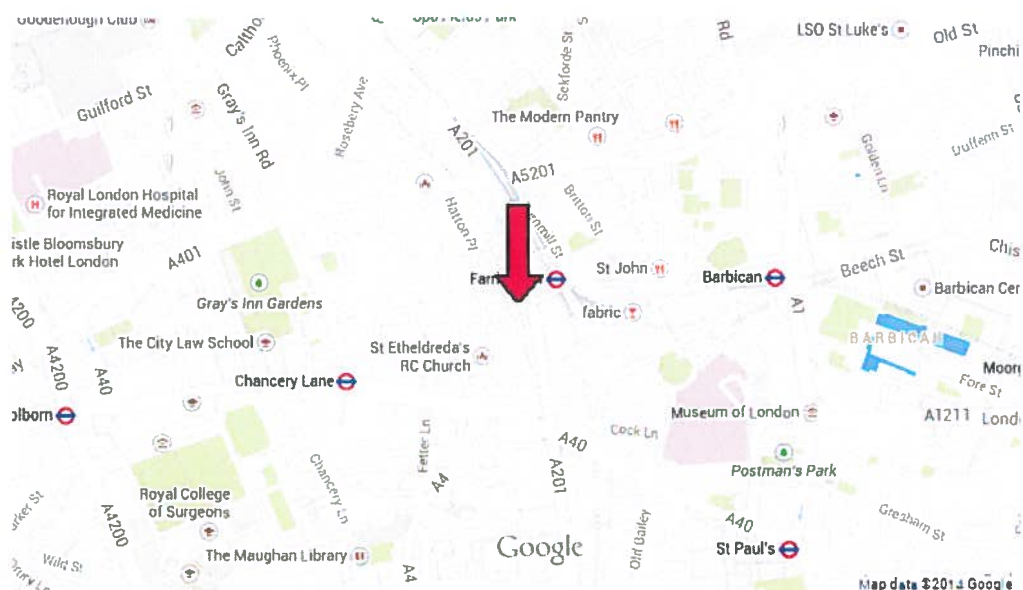 Goodenough Club
LSO St Luke's
Old St
Pinchi
Rd
Phoenix Pl
Guilford St
Gray's Inn Rd
Rosebery Ave
Sekforde St
The Modern Pantry
A201
Golden Ln
Dufferin St
A5201
John St
Royal London Hospital
for Integrated Medicine
Hatton Pl
Britton St
istle Bloomsbury
rk Hotel London
A401
Chis
Beech St
St John
Barbican
Barbican Cen
Gray's Inn Gardens
A1
fabric
4200
The City Law School
BARBICAN
St Etheldreda's
RC Church
A4200
A40
Chancery Lane
Moorg
Fore St
olborn
Museum of London
A1211
Lond
Fetter Ln
Cock Ln
A40
Postman's Park
A201
Chancery Ln
A4
Royal College
of Surgeons
A4200
Old Bailey
A40
Gresham St
Google
St Paul's
The Maughan Library
Wild St
A4
Map data ©2014 Google